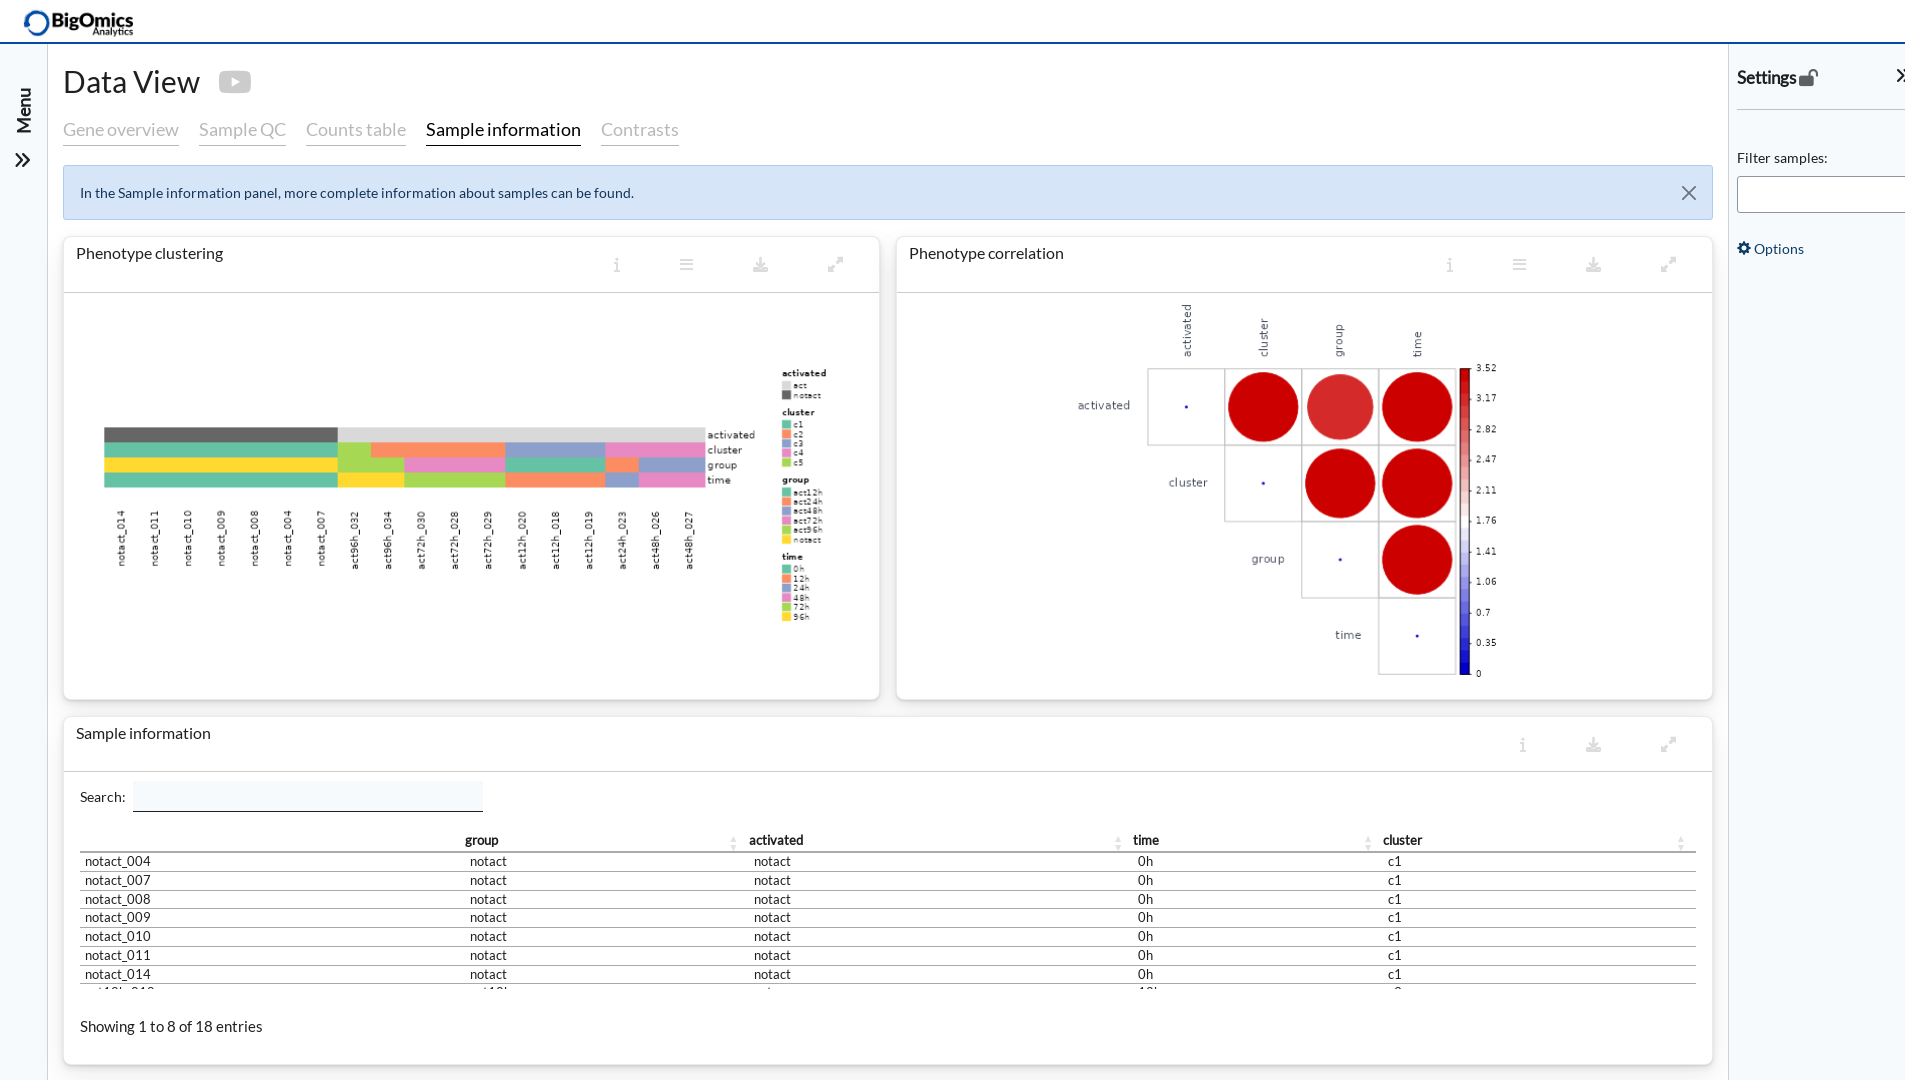 BigOmics
Analytics
Menu
Data View
Gene overview Sample QC Counts table Sample information Contrasts
In the Sample information panel, more complete information about samples can be found.
Settings
Filter samples:
Options
Phenotype clustering
activated
cluster
group
time
notact_014 notact_011 notact_010 notact_009 notact_008 notact_004 notact_007 act96h_032 act96h_034 act72h_030 act72h_028 act72h_029 act12h_020 act12h_018 act12h_019 act24h_023 act48h_026 act48h_027
activated
act
notact
cluster
c1
c2
c3
c4
c5
group
act12h
act24h
act48h
act72h
act96h
notact
time
0h
12h
24h
48h
72h
96h
Phenotype correlation
activated cluster group time
activated
cluster
group
time
3.52
3.17
2.82
2.47
2.11
1.76
1.41
1.06
0.7
0.35
0
Sample information
Search:
group activated time cluster
notact_004 notact notact 0h c1
notact_007 notact notact 0h c1
notact_008 notact notact 0h c1
notact_009 notact notact 0h c1
notact_010 notact notact 0h c1
notact_011 notact notact 0h c1
notact_014 notact notact 0h c1
Showing 1 to 8 of 18 entries